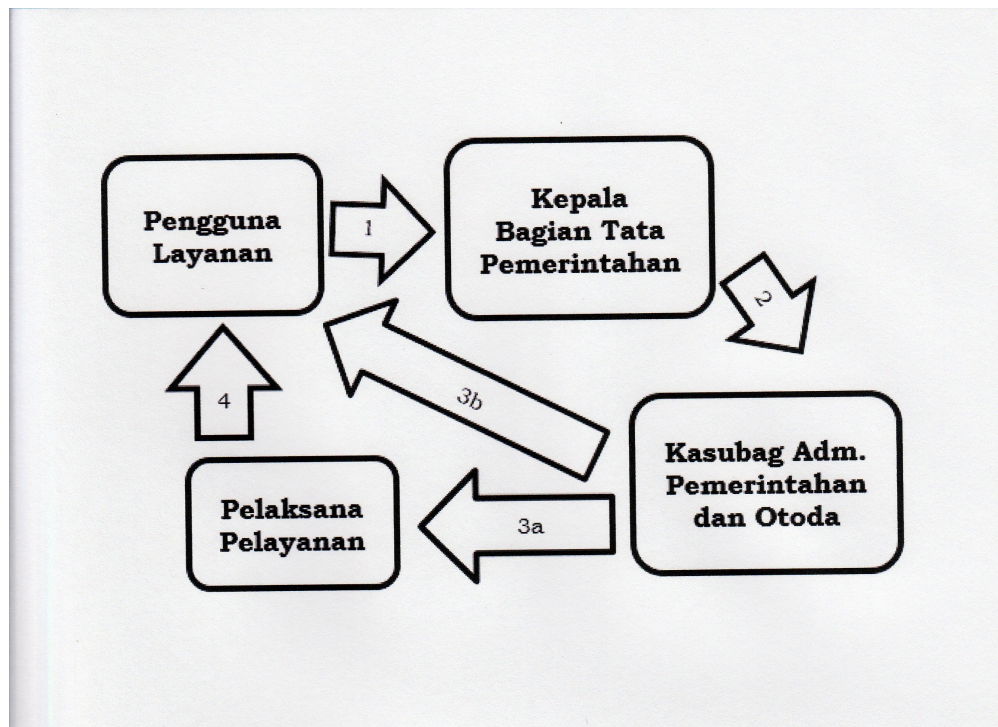 Pengguna
Layanan
1
Kepala
Bagian Tata
Pemerintahan
2
3b
4
Kasubag Adm.
Pemerintahan
dan Otoda
Pelaksana
Pelayanan
3a